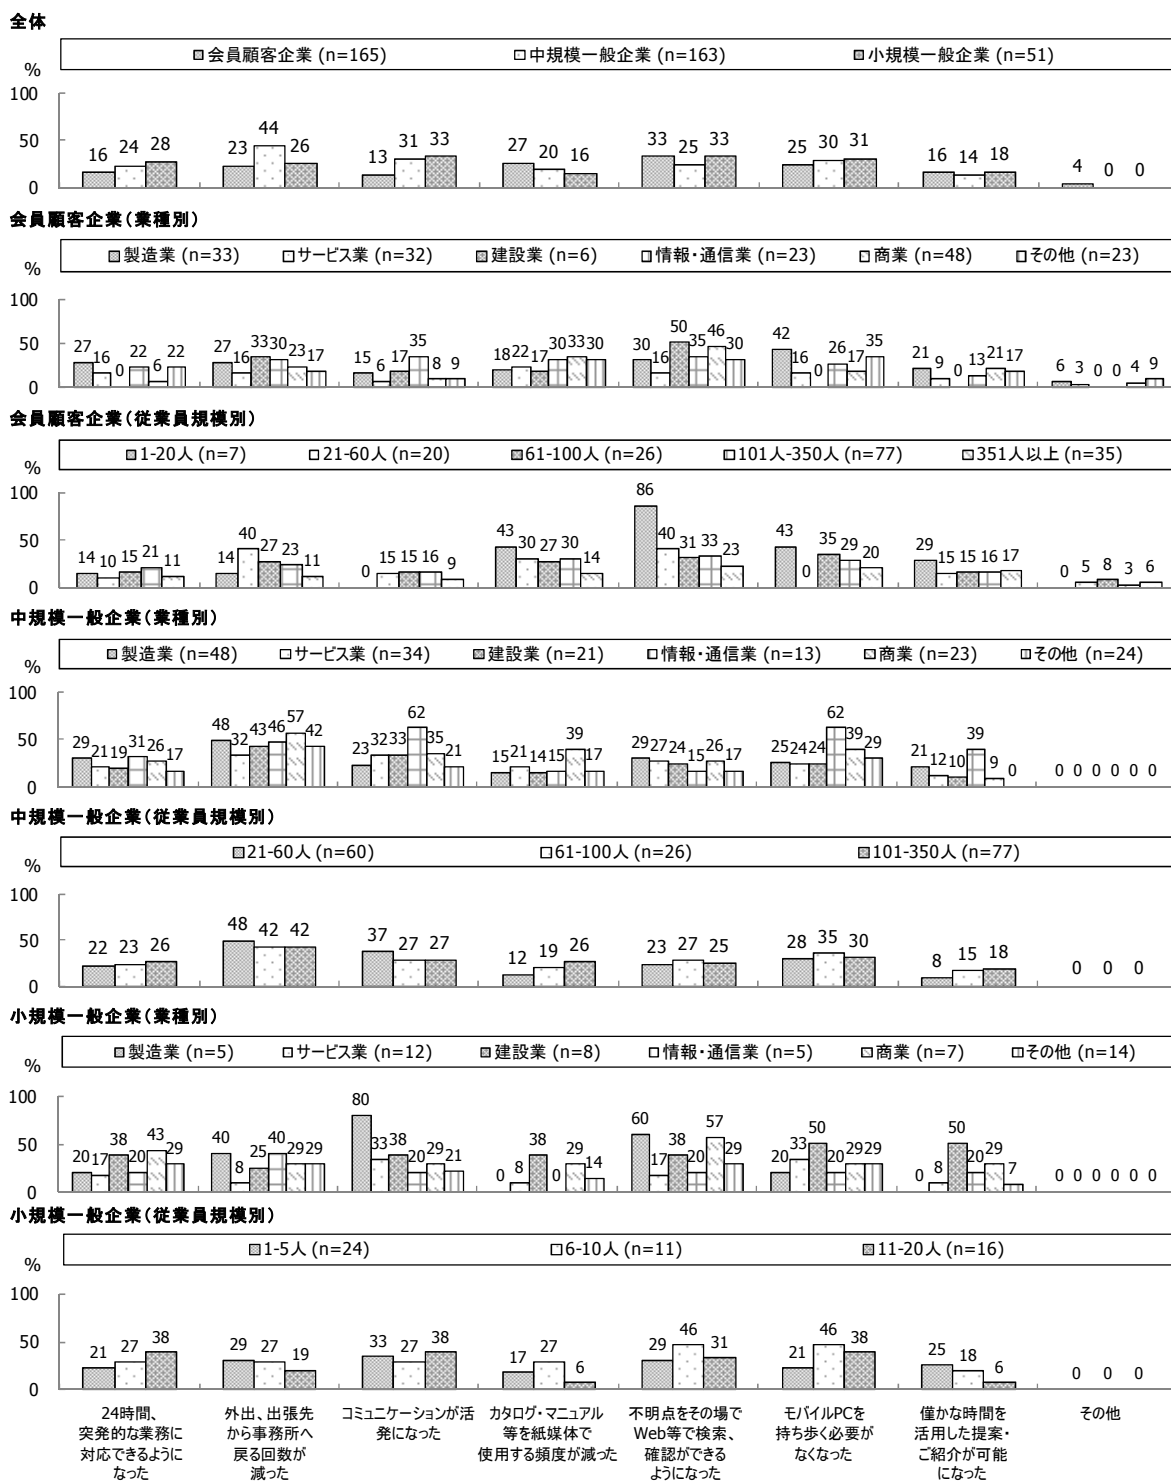 全体
会員顧客企業 (n=165) 中規模一般企業 (n=163) 小規模一般企業 (n=51)
%
100
50
0
16 24 28 23 44 26 13 31 33 27 20 16 33 25 33 25 30 31 16 14 18 4 0 0
会員顧客企業(業種別)
製造業 (n=33) サービス業 (n=32) 建設業 (n=6) 情報・通信業 (n=23) 商業 (n=48) その他 (n=23)
%
100
50
0
27 16 0 22 6 22 27 16 33 30 23 17 15 6 17 35 8 9 18 22 17 30 33 30 30 16 50 35 46 30 42 16 0 26 17 35 21 9 0 13 21 17 6 3 0 0 4 9
会員顧客企業(従業員規模別)
1-20人 (n=7) 21-60人 (n=20) 61-100人 (n=26) 101人-350人 (n=77) 351人以上 (n=35)
%
100
50
0
14 10 15 21 11 14 40 27 23 11 0 15 15 16 9 43 30 27 30 14 86 40 31 33 23 43 0 35 29 20 29 15 15 16 17 0 5 8 3 6
中規模一般企業(業種別)
製造業 (n=48) サービス業 (n=34) 建設業 (n=21) 情報・通信業 (n=13) 商業 (n=23) その他 (n=24)
%
100
50
0
29 21 19 31 26 17 48 32 43 46 57 42 23 32 33 62 35 21 15 21 14 15 39 17 29 27 24 15 26 17 25 24 24 62 39 29 21 12 10 39 9 0 0 0 0 0 0 0
中規模一般企業(従業員規模別)
21-60人 (n=60) 61-100人 (n=26) 101-350人 (n=77)
%
100
50
0
22 23 26 48 42 42 37 27 27 12 19 26 23 27 25 28 35 30 8 15 18 0 0 0
小規模一般企業(業種別)
製造業 (n=5) サービス業 (n=12) 建設業 (n=8) 情報・通信業 (n=5) 商業 (n=7) その他 (n=14)
%
100
50
0
20 17 38 20 43 29 40 8 25 40 29 29 80 33 38 20 29 21 0 8 38 0 29 14 60 17 38 20 57 29 20 33 50 20 29 29 0 8 50 20 29 7 0 0 0 0 0 0
小規模一般企業(従業員規模別)
1-5人 (n=24) 6-10人 (n=11) 11-20人 (n=16)
%
100
50
0
21 27 38 29 27 19 33 27 38 17 27 6 29 46 31 21 46 38 25 18 6 0 0 0
24時間、
突発的な業務に
対応できるように
なった
外出、出張先
から事務所へ
戻る回数が
減った
コミュニケーションが活
発になった
カタログ・マニュアル
等を紙媒体で
使用する頻度が減った
不明点をその場で
Web等で検索、
確認ができる
ようになった
モバイルPCを
持ち歩く必要が
なくなった
僅かな時間を
活用した提案・
ご紹介が可能
になった
その他